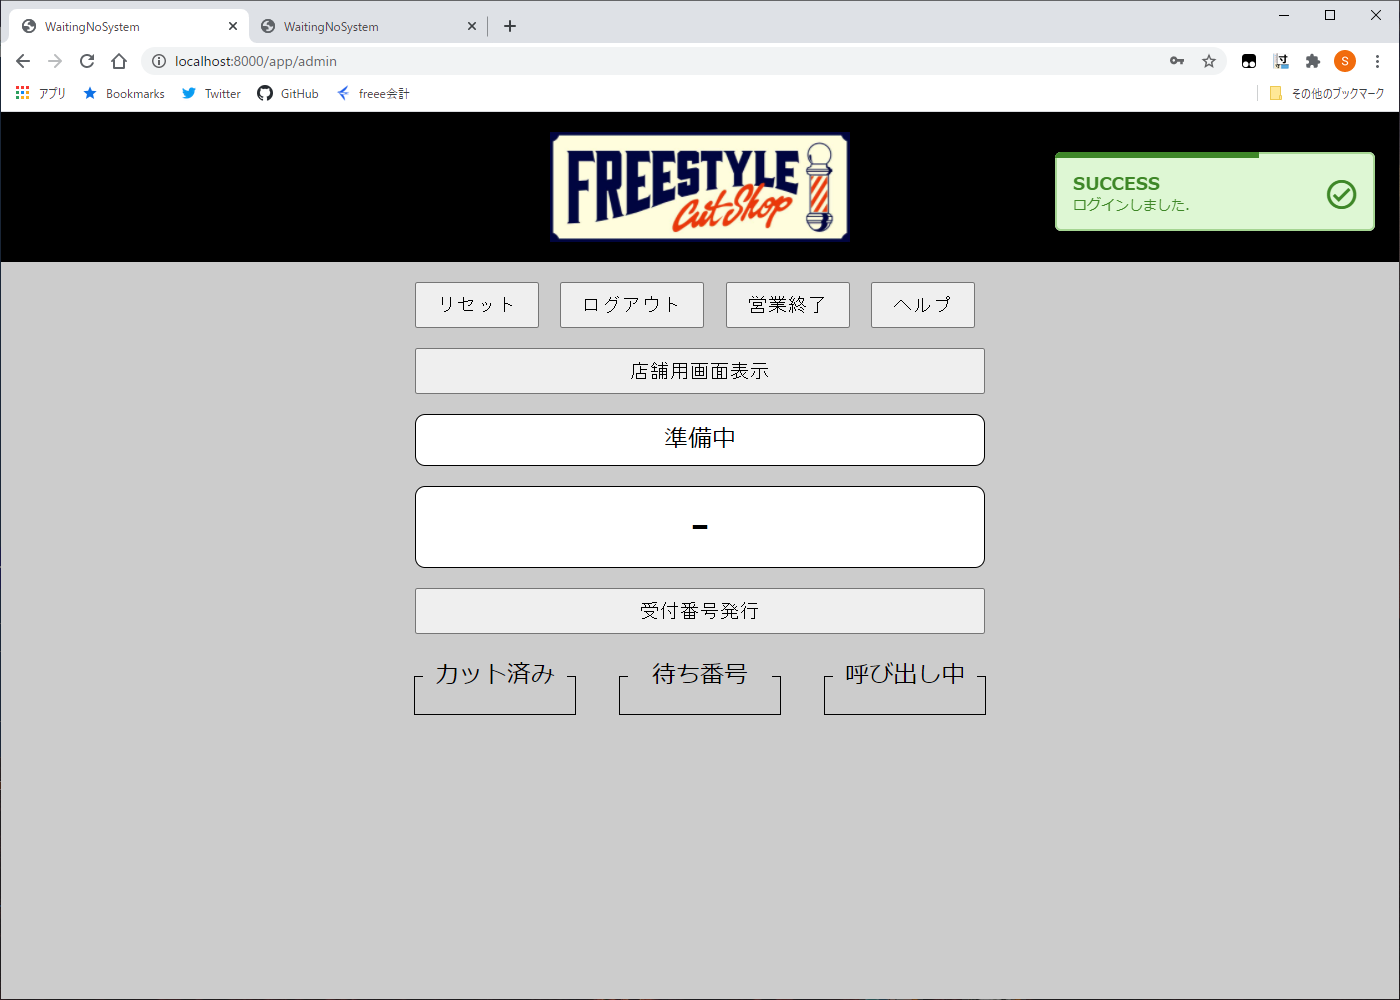 WaitingNoSystem
WaitingNoSystem
localhost:8000/app/admin
S
アプリ
Bookmarks
Twitter
GitHub
freee会計
その他のブックマーク
FREESTYLE
Cut Shop
SUCCESS
ログインしました.
リセット
ログアウト
営業終了
ヘルプ
店舗用画面表示
準備中
-
受付番号発行
カット済み
待ち番号
呼び出し中